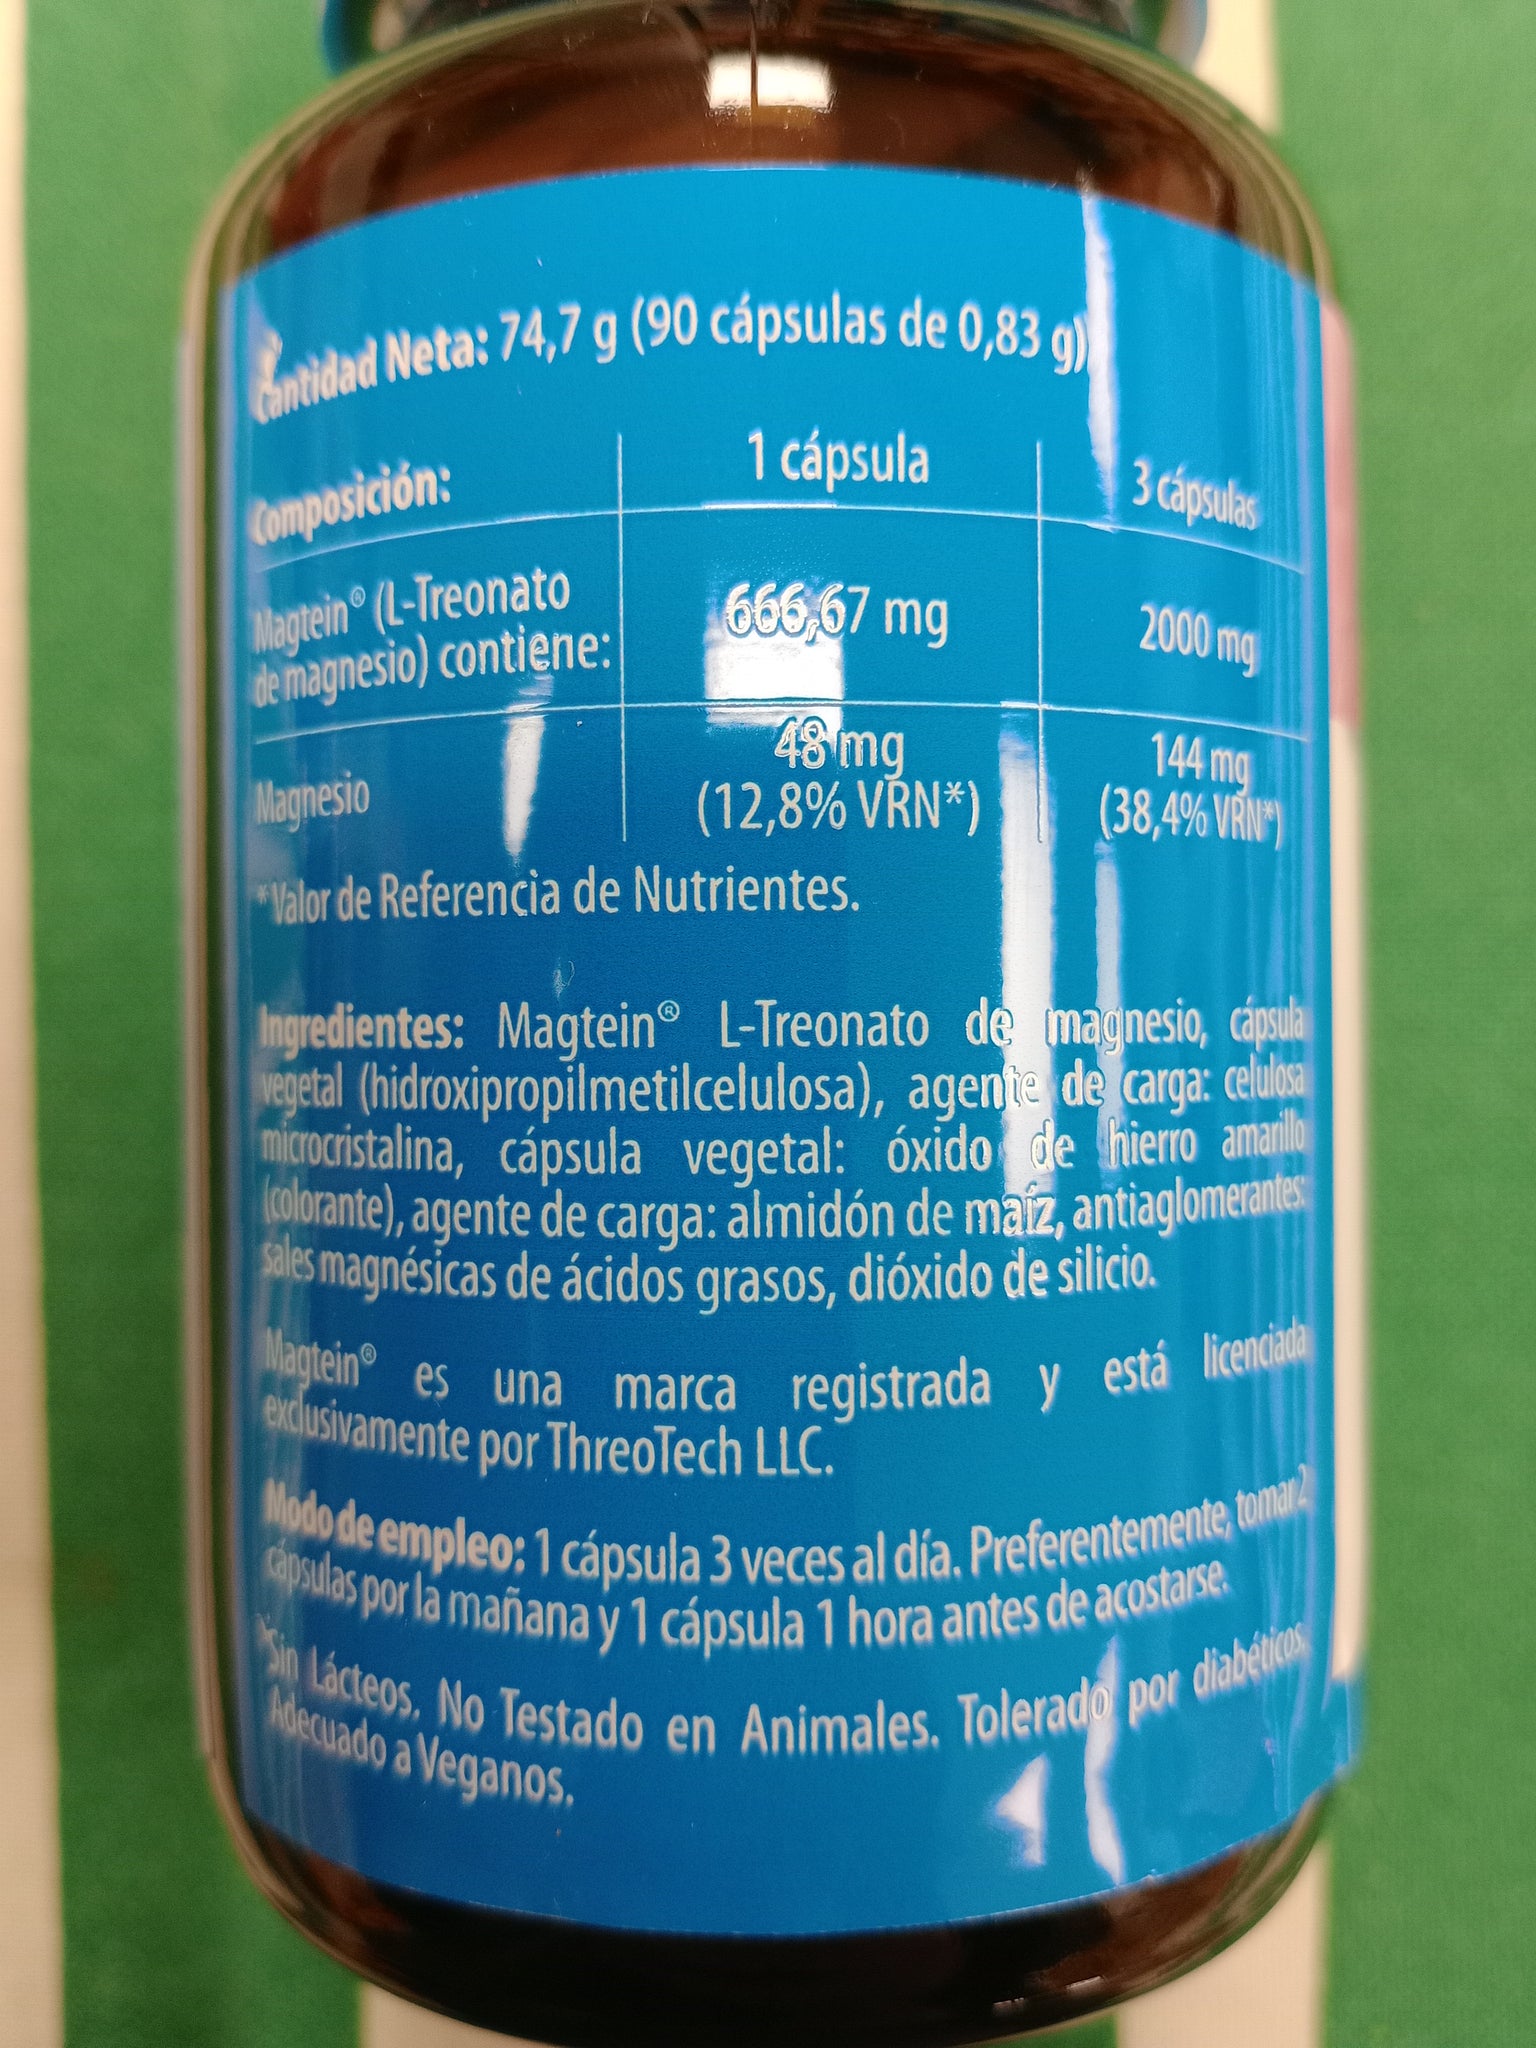 Cantidad Neta: 74,7 g (90 cápsulas de 0,83 g)
Composición: 1 cápsula 3 cápsulas
Magtein® (L-Treonato de magnesio) contiene: 666,67 mg 2000 mg
Magnesio 48 mg (12,8% VRN*) 144 mg (38,4% VRN*)
*Valor de Referencia de Nutrientes.
Ingredientes: Magtein® L-Treonato de magnesio, cápsula
vegetal (hidroxipropilmetilcelulosa), agente de carga: celulosa
microcristalina, cápsula vegetal: óxido de hierro amarillo
(colorante), agente de carga: almidón de maíz, antiaglomerantes:
sales magnésicas de ácidos grasos, dióxido de silicio.
Magtein® es una marca registrada y está licenciada
exclusivamente por ThreoTech LLC.
Modo de empleo: 1 cápsula 3 veces al día. Preferentemente, tomar 2
cápsulas por la mañana y 1 cápsula 1 hora antes de acostarse.
Sin Lácteos. No Testado en Animales. Tolerado por diabéticos.
Adecuado a Veganos.